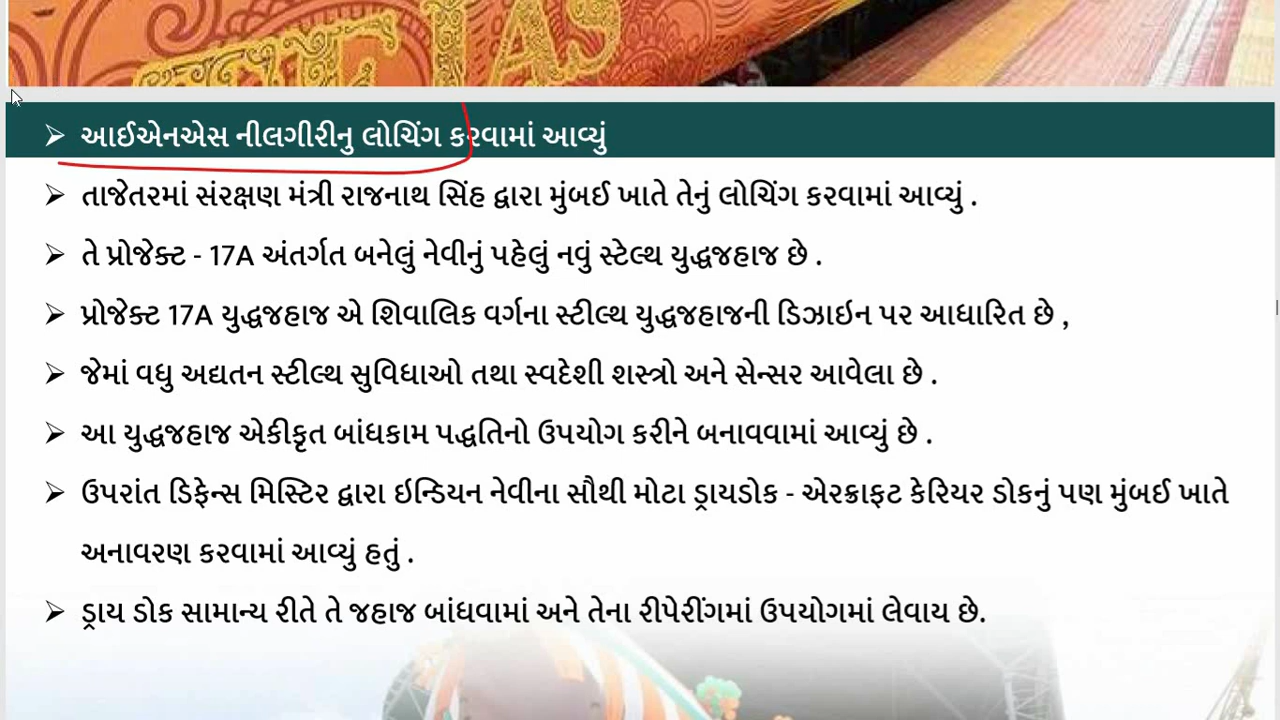 TEJAS
➢ આઈએનએસ નીલગીરીનુ લોચિંગ કરવામાં આવ્યું
➢ તાજેતરમાં સંરક્ષણ મંત્રી રાજનાથ સિંહ દ્વારા મુંબઈ ખાતે તેનું લોચિંગ કરવામાં આવ્યું .
➢ તે પ્રોજેક્ટ - 17A અંતર્ગત બનેલું નેવીનું પહેલું નવું સ્ટેલ્થ યુદ્ધજહાજ છે .
➢ પ્રોજેક્ટ 17A યુદ્ધજહાજ એ શિવાલિક વર્ગના સ્ટીલ્થ યુદ્ધજહાજની ડિઝાઇન પર આધારિત છે ,
➢ જેમાં વધુ અદ્યતન સ્ટીલ્થ સુવિધાઓ તથા સ્વદેશી શસ્ત્રો અને સેન્સર આવેલા છે .
➢ આ યુદ્ધજહાજ એકીકૃત બાંધકામ પદ્ધતિનો ઉપયોગ કરીને બનાવવામાં આવ્યું છે .
➢ ઉપરાંત ડિફેન્સ મિસ્ટિર દ્વારા ઇન્ડિયન નેવીના સૌથી મોટા ડ્રાયડોક - એરક્રાફટ કેરિયર ડોકનું પણ મુંબઈ ખાતે
અનાવરણ કરવામાં આવ્યું હતું .
➢ ડ્રાય ડોક સામાન્ય રીતે તે જહાજ બાંધવામાં અને તેના રીપેરીંગમાં ઉપયોગમાં લેવાય છે.